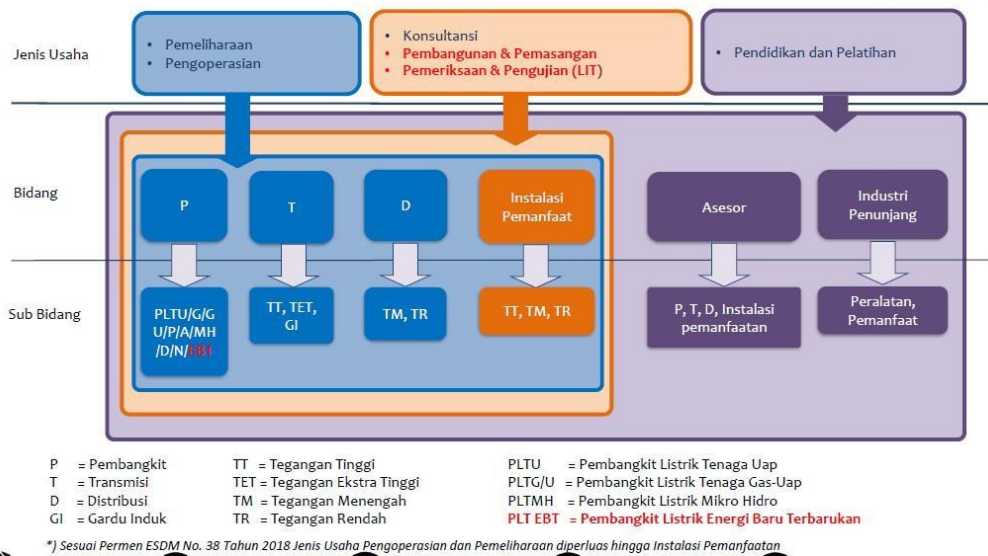 Jenis Usaha
• Pemeliharaan
• Pengoperasian
• Konsultansi
• Pembangunan & Pemasangan
• Pemeriksaan & Pengujian (LIT)
• Pendidikan dan Pelatihan
Bidang
P
T
D
Instalasi
Pemanfaat
Asesor
Industri
Penunjang
Sub Bidang
PLTU/G/G
U/P/A/MH
/D/N/EBT
TT, TET,
GI
TM, TR
TT, TM, TR
P, T, D, Instalasi
pemanfaatan
Peralatan,
Pemanfaat
P = Pembangkit
T = Transmisi
D = Distribusi
GI = Gardu Induk
TT = Tegangan Tinggi
TET = Tegangan Ekstra Tinggi
TM = Tegangan Menengah
TR = Tegangan Rendah
PLTU = Pembangkit Listrik Tenaga Uap
PLTG/U = Pembangkit Listrik Tenaga Gas-Uap
PLTMH = Pembangkit Listrik Mikro Hidro
PLT EBT = Pembangkit Listrik Energi Baru Terbarukan
*) Sesuai Permen ESDM No. 38 Tahun 2018 Jenis Usaha Pengoperasian dan Pemeliharaan diperluas hingga Instalasi Pemanfaatan